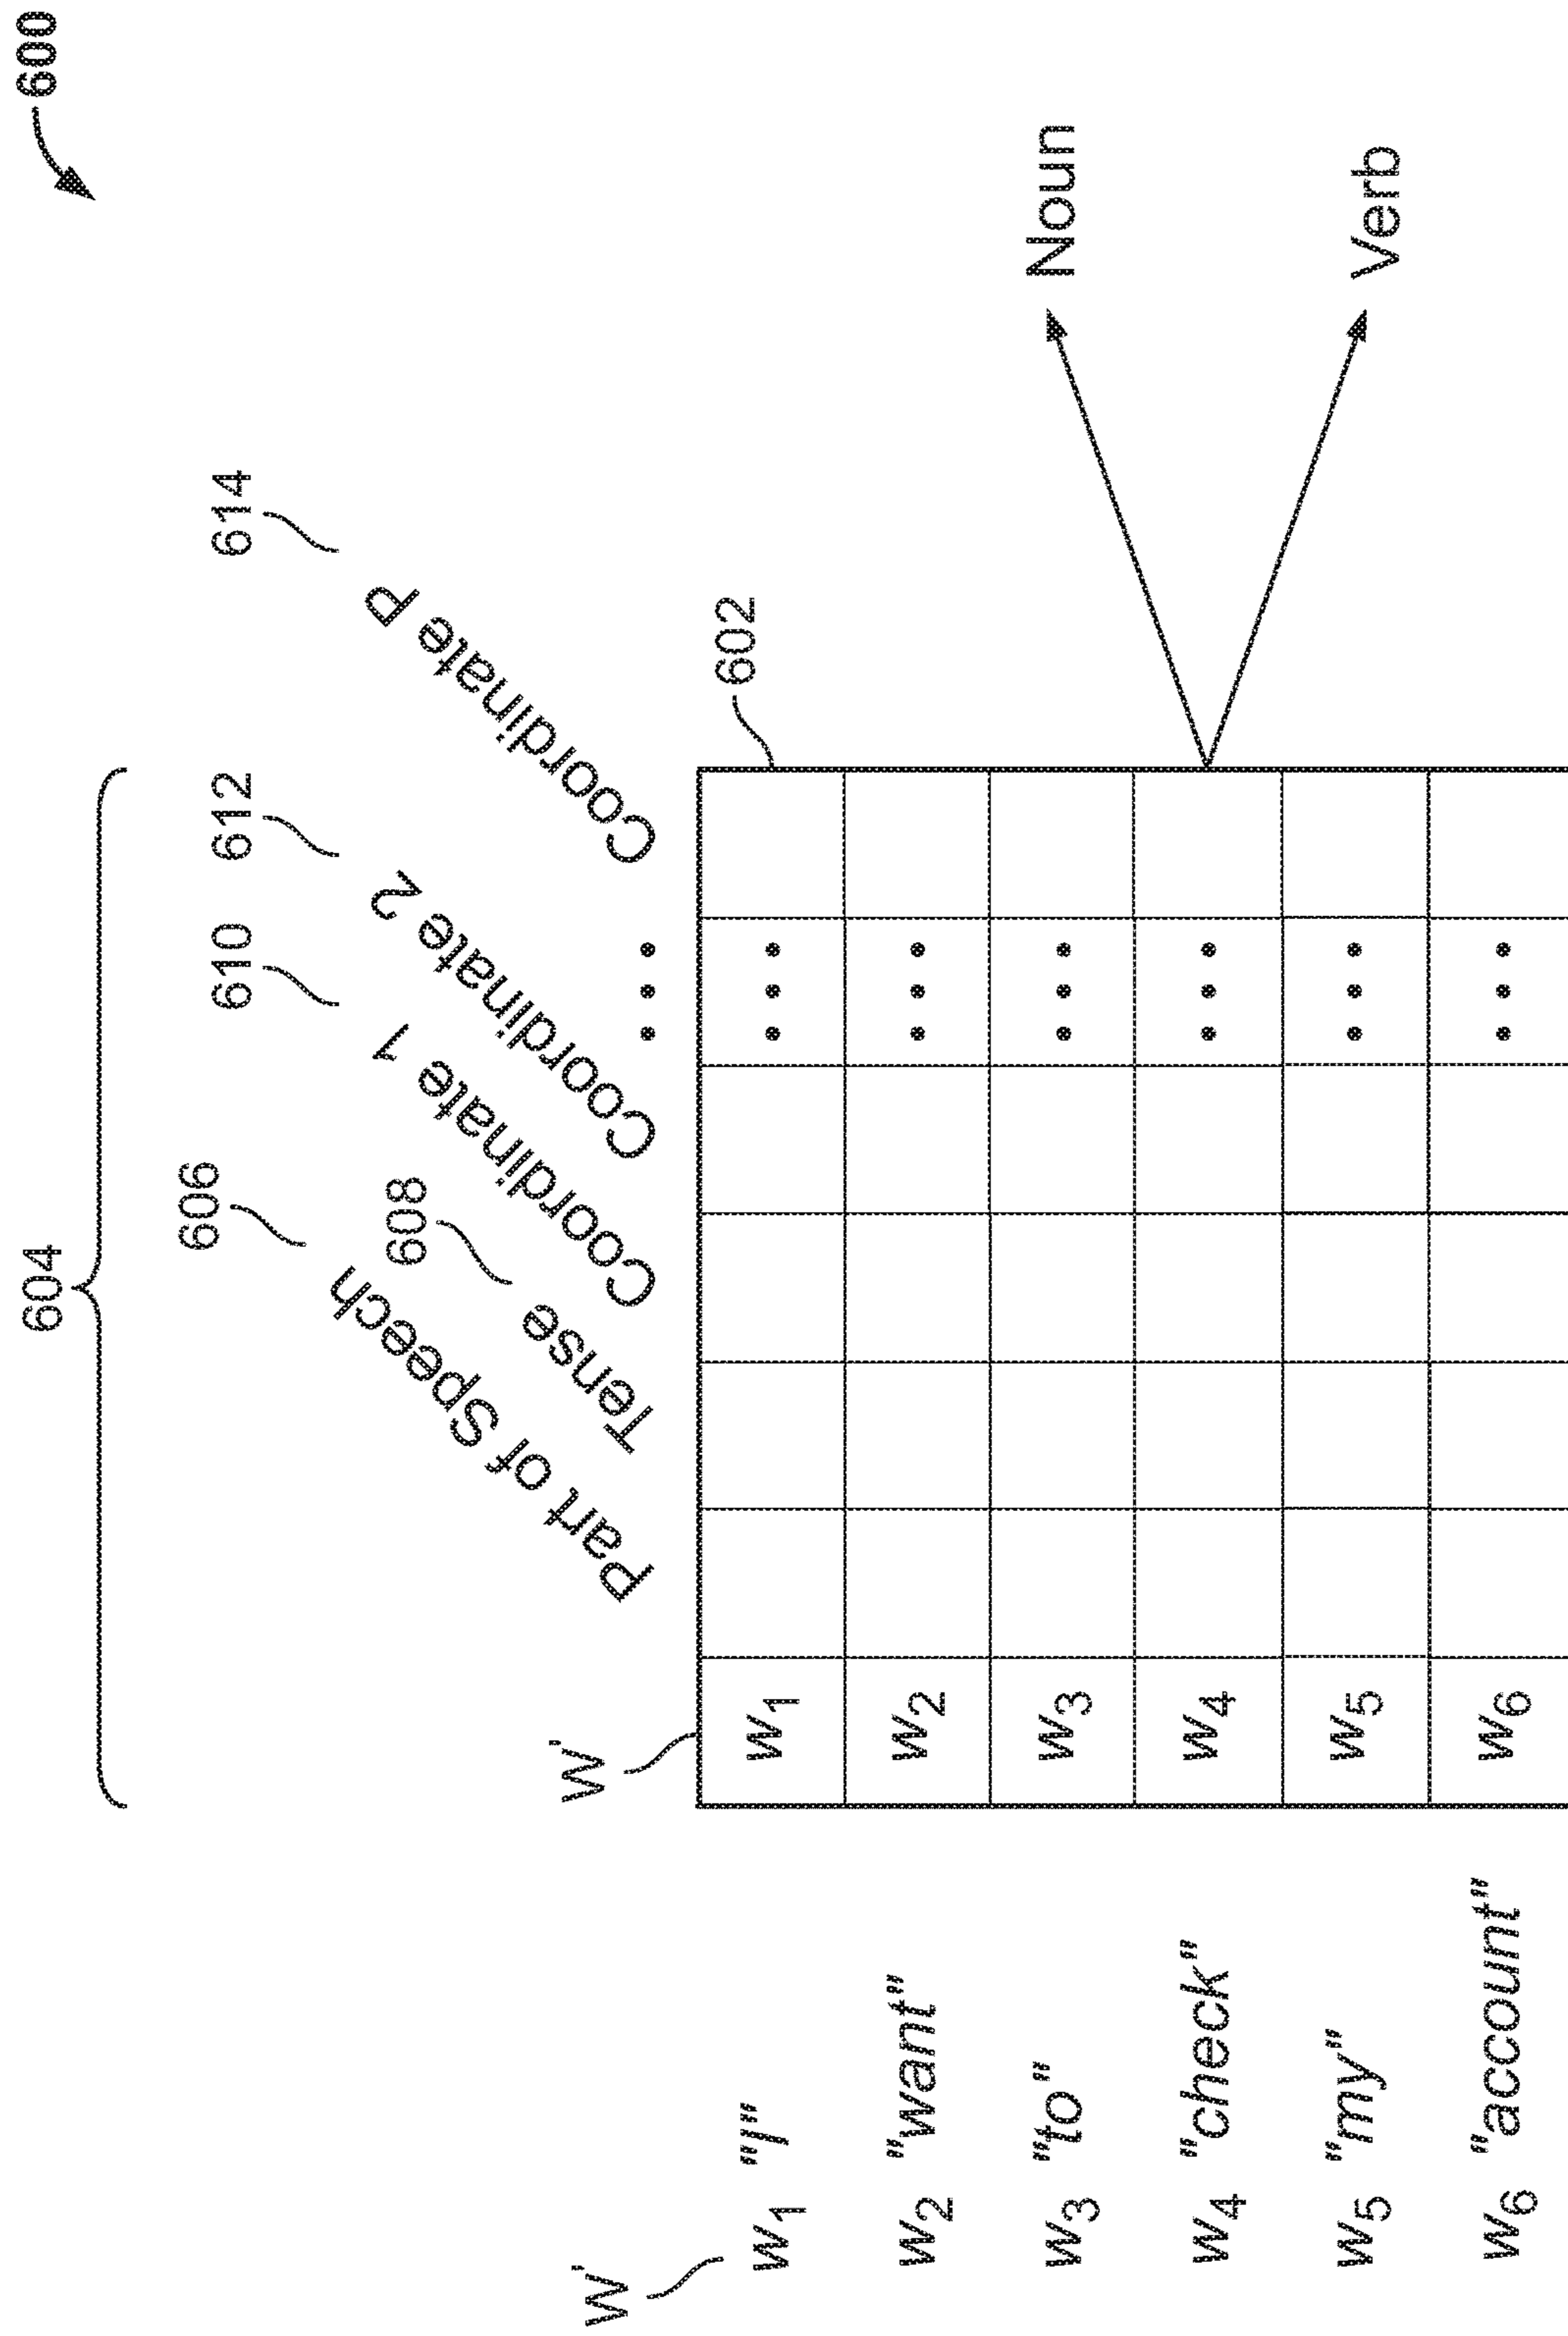 600
604
606
608
610
612
614
Part of Speech
Tense
Coordinate 1
Coordinate 2
• • •
Coordinate P
W'
602
W'
w1 "I" w1 • • •
w2 "want" w2 • • •
w3 "to" w3 • • •
w4 "check" w4 • • •
w5 "my" w5 • • •
w6 "account" w6 • • •
Noun
Verb